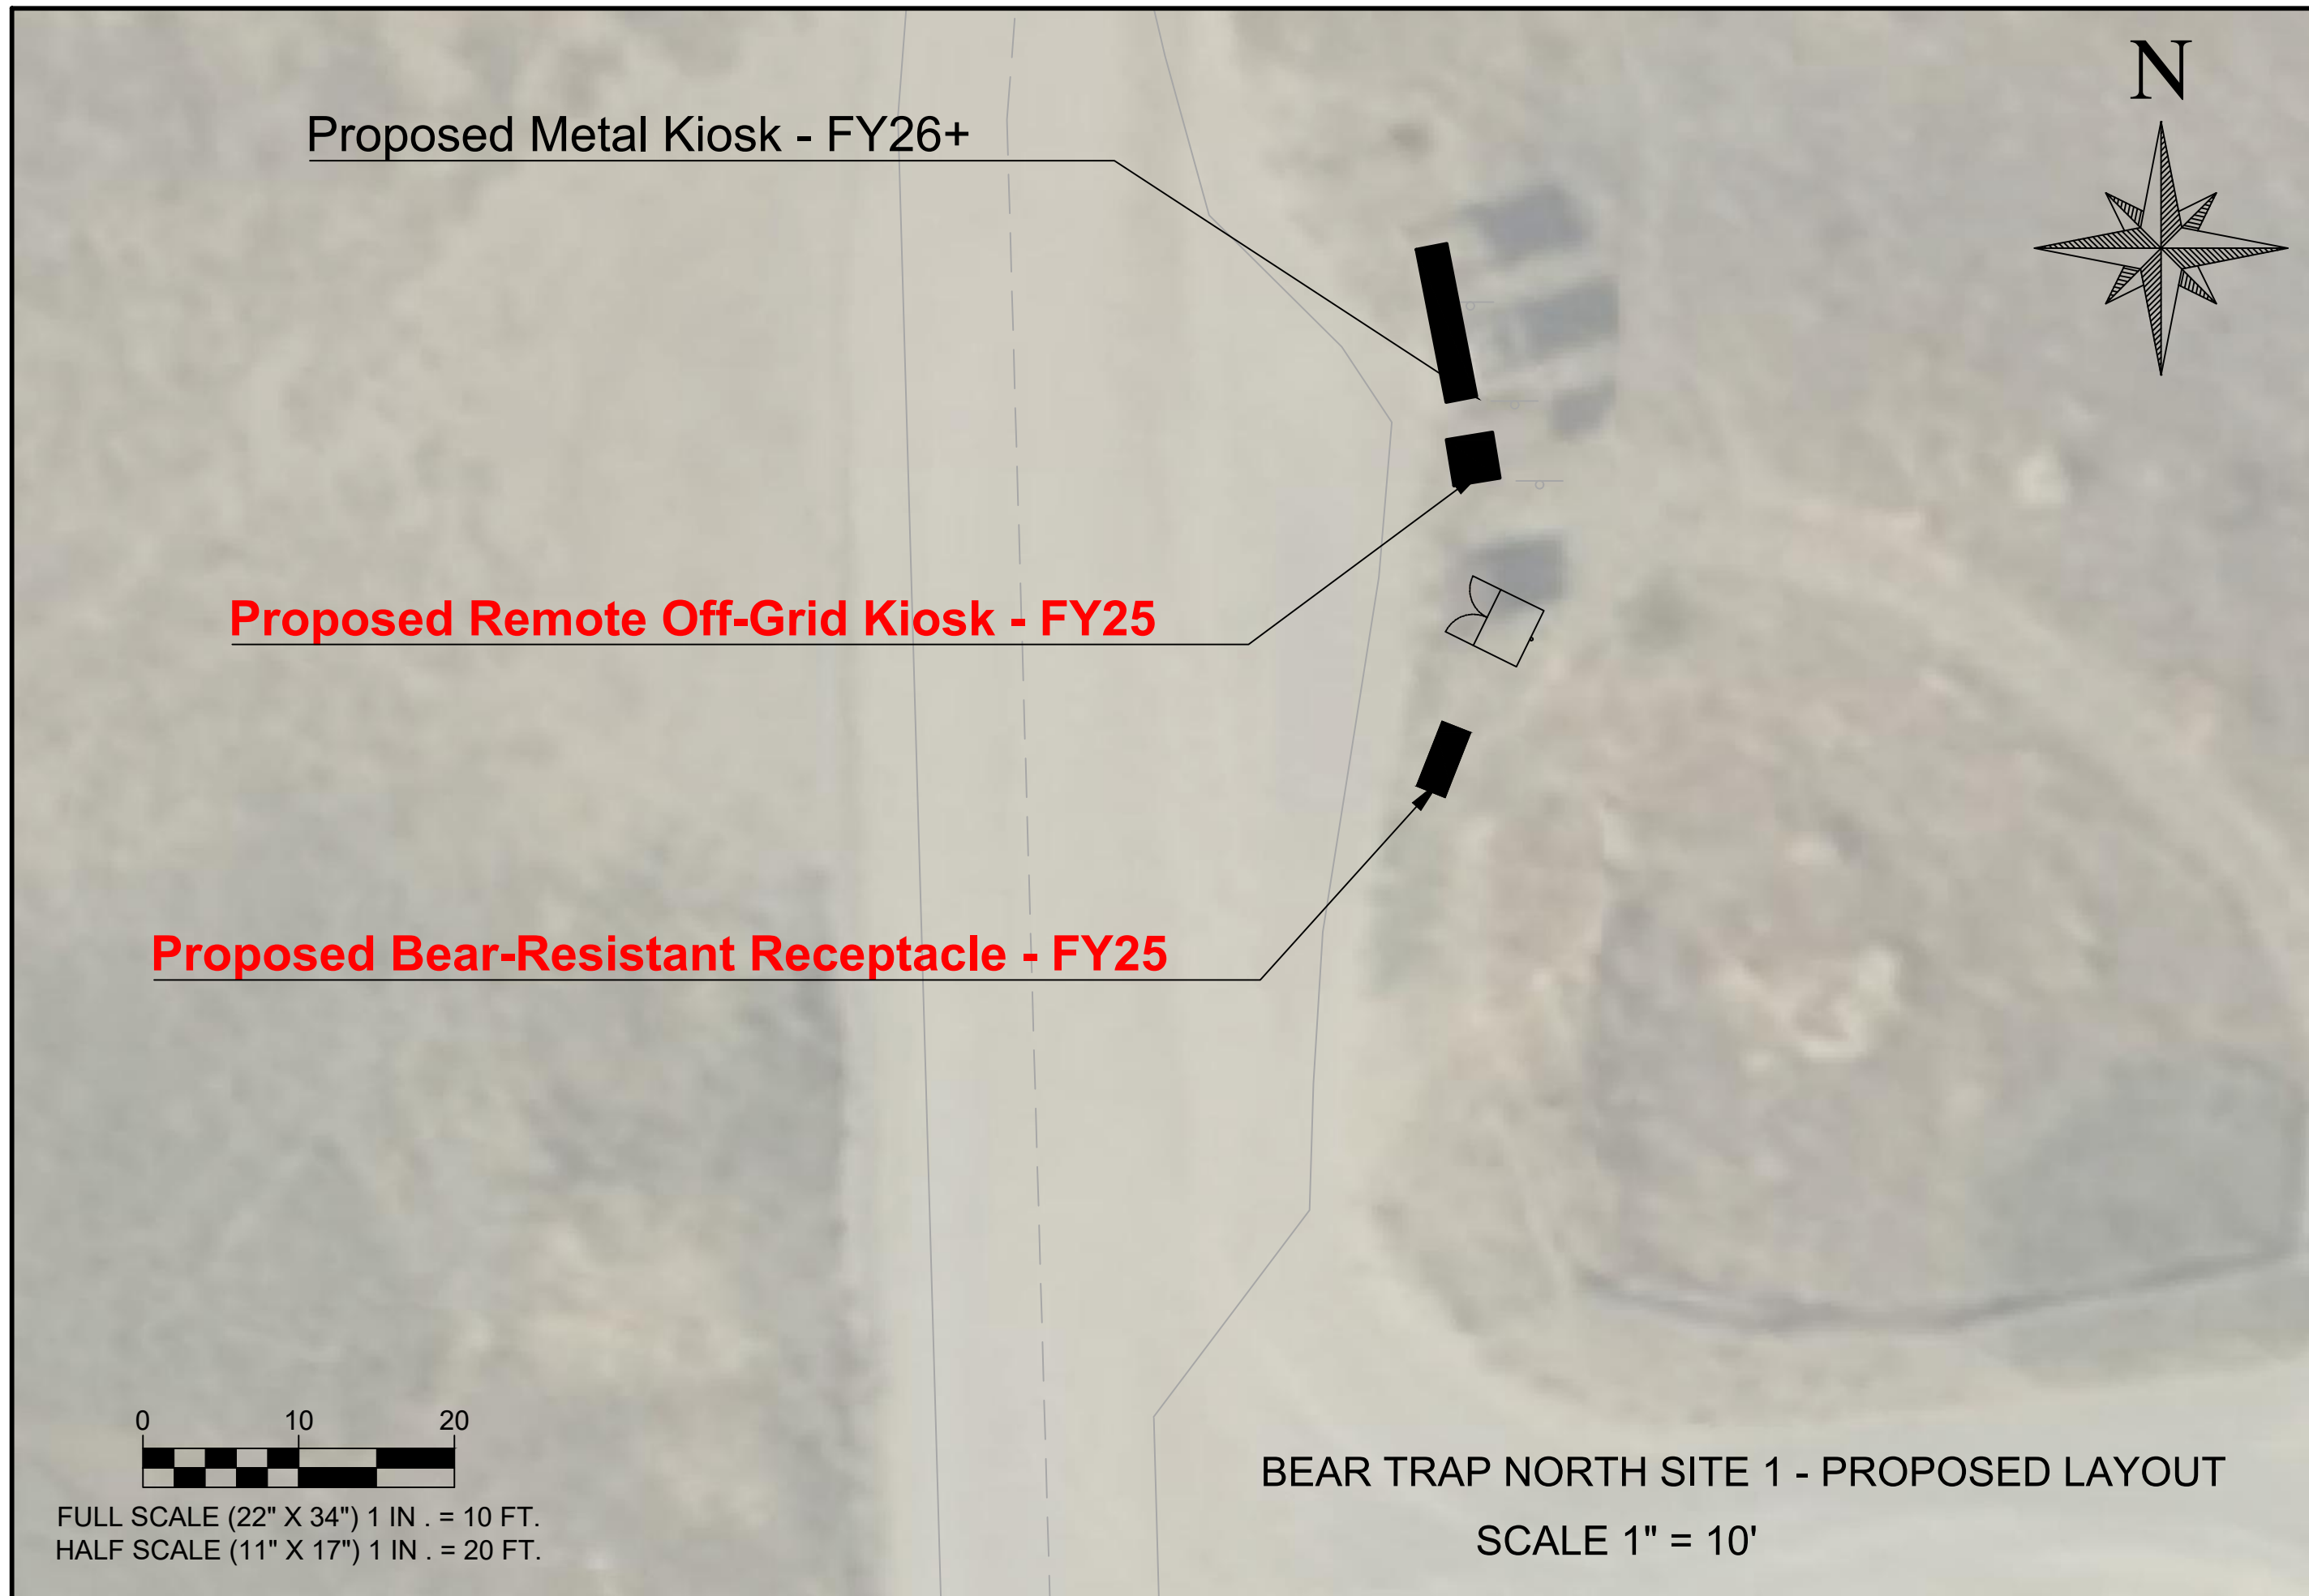 N
Proposed Metal Kiosk - FY26+
Proposed Remote Off-Grid Kiosk - FY25
Proposed Bear-Resistant Receptacle - FY25
0 10 20
FULL SCALE (22" X 34") 1 IN . = 10 FT.
HALF SCALE (11" X 17") 1 IN . = 20 FT.
BEAR TRAP NORTH SITE 1 - PROPOSED LAYOUT
SCALE 1" = 10'